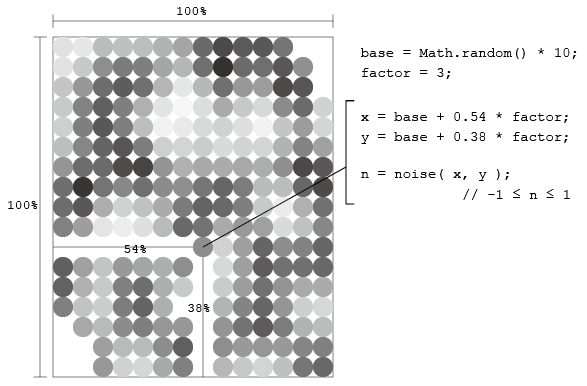 100%
base = Math.random() * 10;
factor = 3;
x = base + 0.54 * factor;
y = base + 0.38 * factor;
n = noise( x, y );
// -1 ≤ n ≤ 1
100%
54%
38%